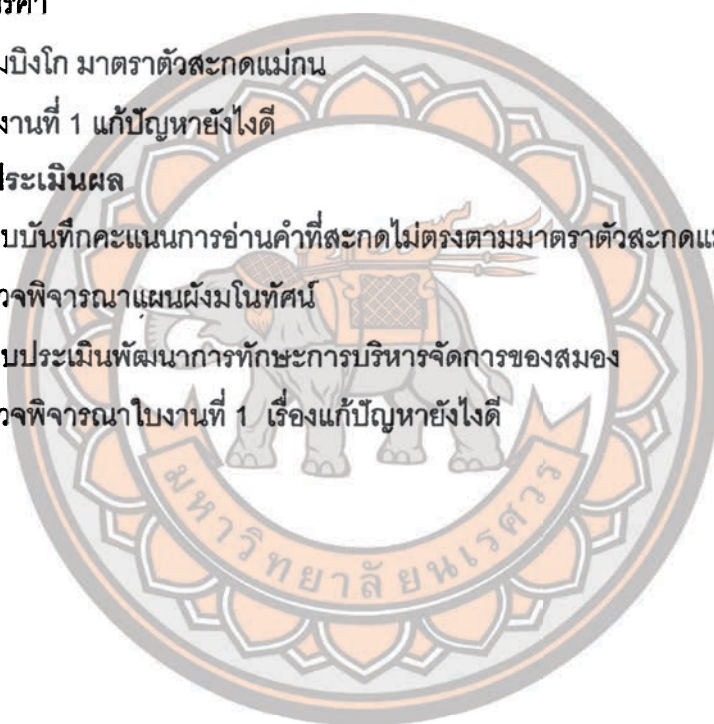 มบิงโก มาตราตัวสะกดแม่กน
งานที่ 1 แก้ปัญหายังไงดี
ประเมินผล
บบันทึกคะแนนการอ่านคำที่สะกดไม่ตรงตามมาตราตัวสะกดแม
วจพิจารณาแผนผังมโนทัศน์
บประเมินพัฒนาการทักษะการบริหารจัดการของสมอง
วจพิจารณาใบงานที่ 1 เรื่องแก้ปัญหายังไงดี
มหาวิทยาลัยนเรศวร